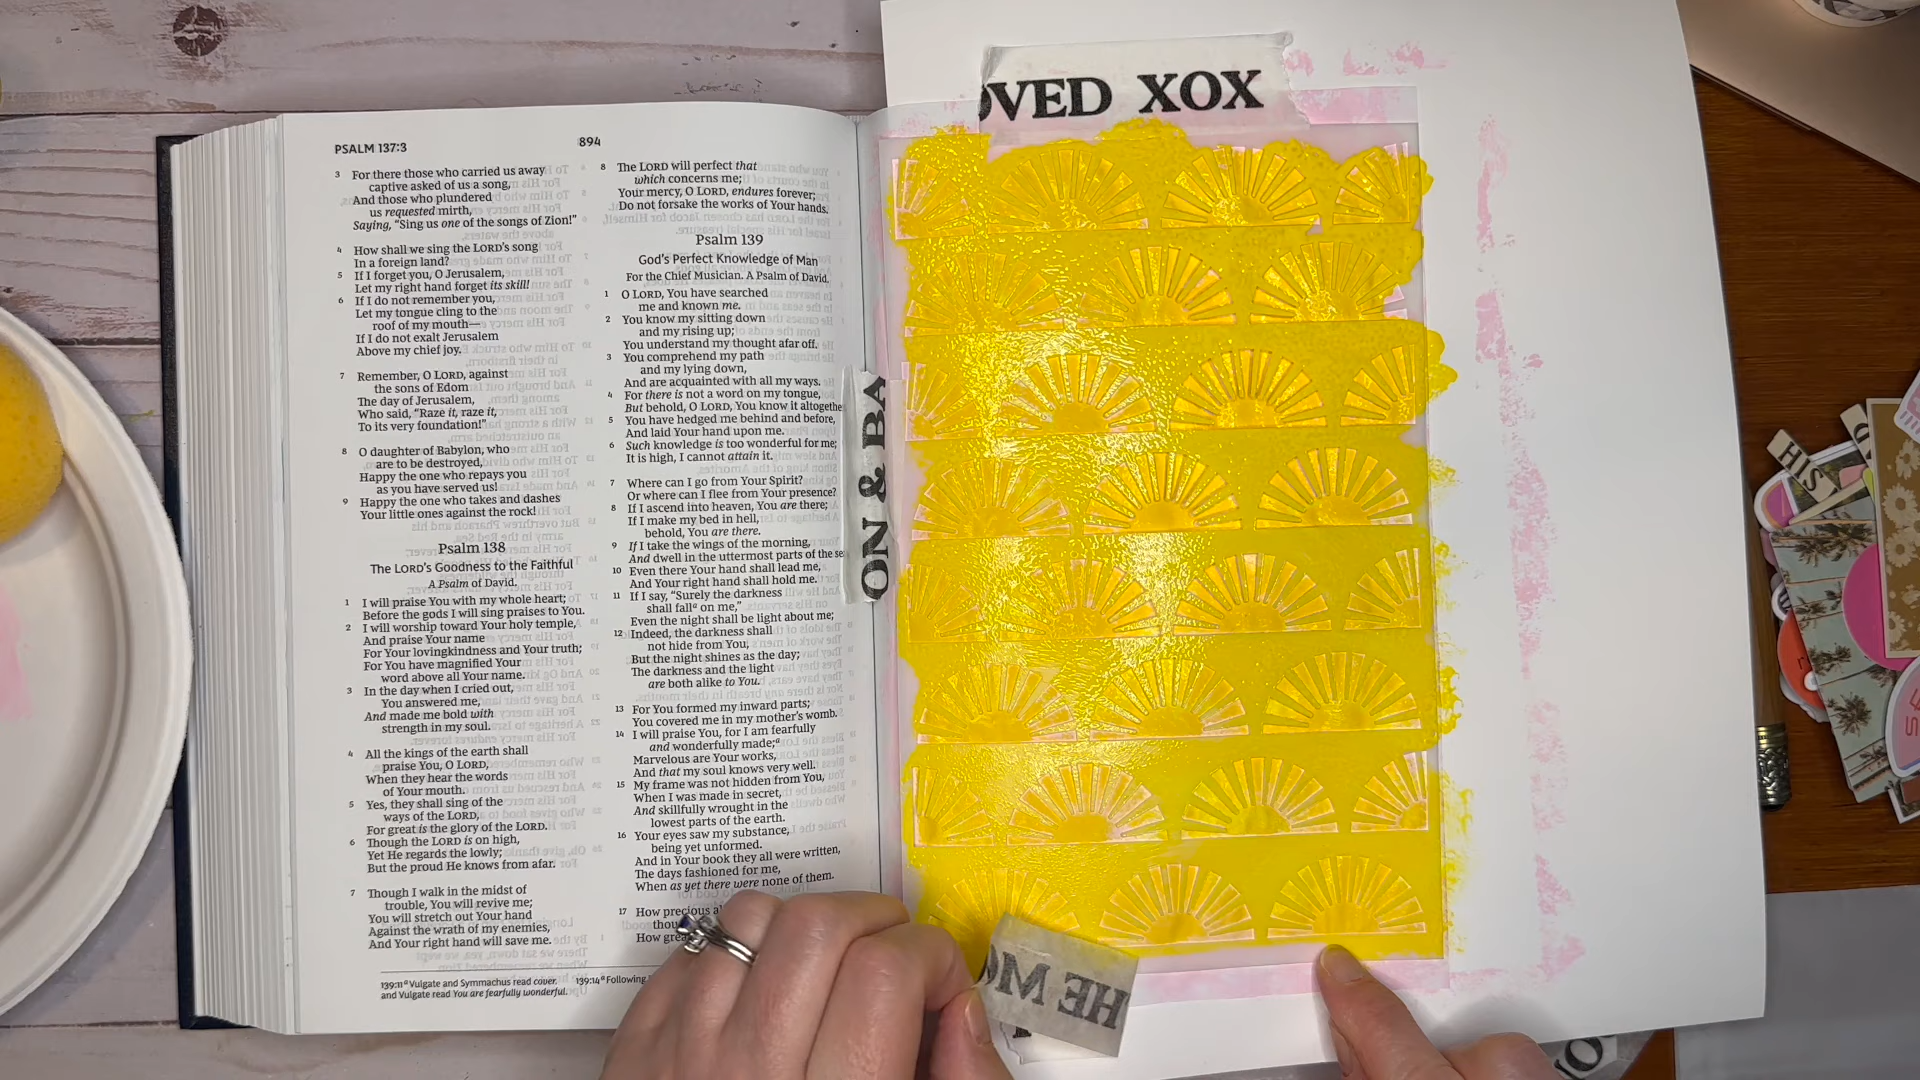 PSALM 137:3
894
3 For there those who carried us away
captive asked of us a song,
And those who plundered
us requested mirth,
Saying, “Sing us one of the songs of Zion!”
4 How shall we sing the LORD’s song
In a foreign land?
5 If I forget you, O Jerusalem,
Let my right hand forget its skill!
6 If I do not remember you,
Let my tongue cling to the
roof of my mouth—
If I do not exalt Jerusalem
Above my chief joy.
7 Remember, O LORD, against
the sons of Edom
The day of Jerusalem,
Who said, “Raze it, raze it,
To its very foundation!”
8 O daughter of Babylon, who
are to be destroyed,
Happy the one who repays you
as you have served us!
9 Happy the one who takes and dashes
Your little ones against the rock!
Psalm 138
The LORD’s Goodness to the Faithful
A Psalm of David.
1 I will praise You with my whole heart;
Before the gods I will sing praises to You.
2 I will worship toward Your holy temple,
And praise Your name
For Your lovingkindness and Your truth;
For You have magnified Your
word above all Your name.
3 In the day when I cried out,
You answered me,
And made me bold with
strength in my soul.
4 All the kings of the earth shall
praise You, O LORD,
When they hear the words
of Your mouth.
5 Yes, they shall sing of the
ways of the LORD,
For great is the glory of the LORD.
6 Though the LORD is on high,
Yet He regards the lowly;
But the proud He knows from afar.
7 Though I walk in the midst of
trouble, You will revive me;
You will stretch out Your hand
Against the wrath of my enemies,
And Your right hand will save me.
8 The LORD will perfect that
which concerns me;
Your mercy, O LORD, endures forever;
Do not forsake the works of Your hands.
Psalm 139
God’s Perfect Knowledge of Man
For the Chief Musician. A Psalm of David.
1 O LORD, You have searched
me and known me.
2 You know my sitting down
and my rising up;
You understand my thought afar off.
3 You comprehend my path
and my lying down,
And are acquainted with all my ways.
4 For there is not a word on my tongue,
But behold, O LORD, You know it altogethe
5 You have hedged me behind and before,
And laid Your hand upon me.
6 Such knowledge is too wonderful for me;
It is high, I cannot attain it.
7 Where can I go from Your Spirit?
Or where can I flee from Your presence?
8 If I ascend into heaven, You are there;
If I make my bed in hell,
behold, You are there.
9 If I take the wings of the morning,
And dwell in the uttermost parts of the se
10 Even there Your hand shall lead me,
And Your right hand shall hold me.
11 If I say, “Surely the darkness
shall fallᵃ on me,”
Even the night shall be light about me;
12 Indeed, the darkness shall
not hide from You,
But the night shines as the day;
The darkness and the light
are both alike to You.
13 For You formed my inward parts;
You covered me in my mother’s womb.
14 I will praise You, for I am fearfully
and wonderfully made;ᵃ
Marvelous are Your works,
And that my soul knows very well.
15 My frame was not hidden from You,
When I was made in secret,
And skillfully wrought in the
lowest parts of the earth.
16 Your eyes saw my substance,
being yet unformed.
And in Your book they all were written,
The days fashioned for me,
When as yet there were none of them.
17 How precious al
thou
How grea
139:11ᵃ Vulgate and Symmachus read cover. 139:14ᵃ Following
and Vulgate read You are fearfully wonderful.
OVED XOX
ON & BA
HE MO
HIS